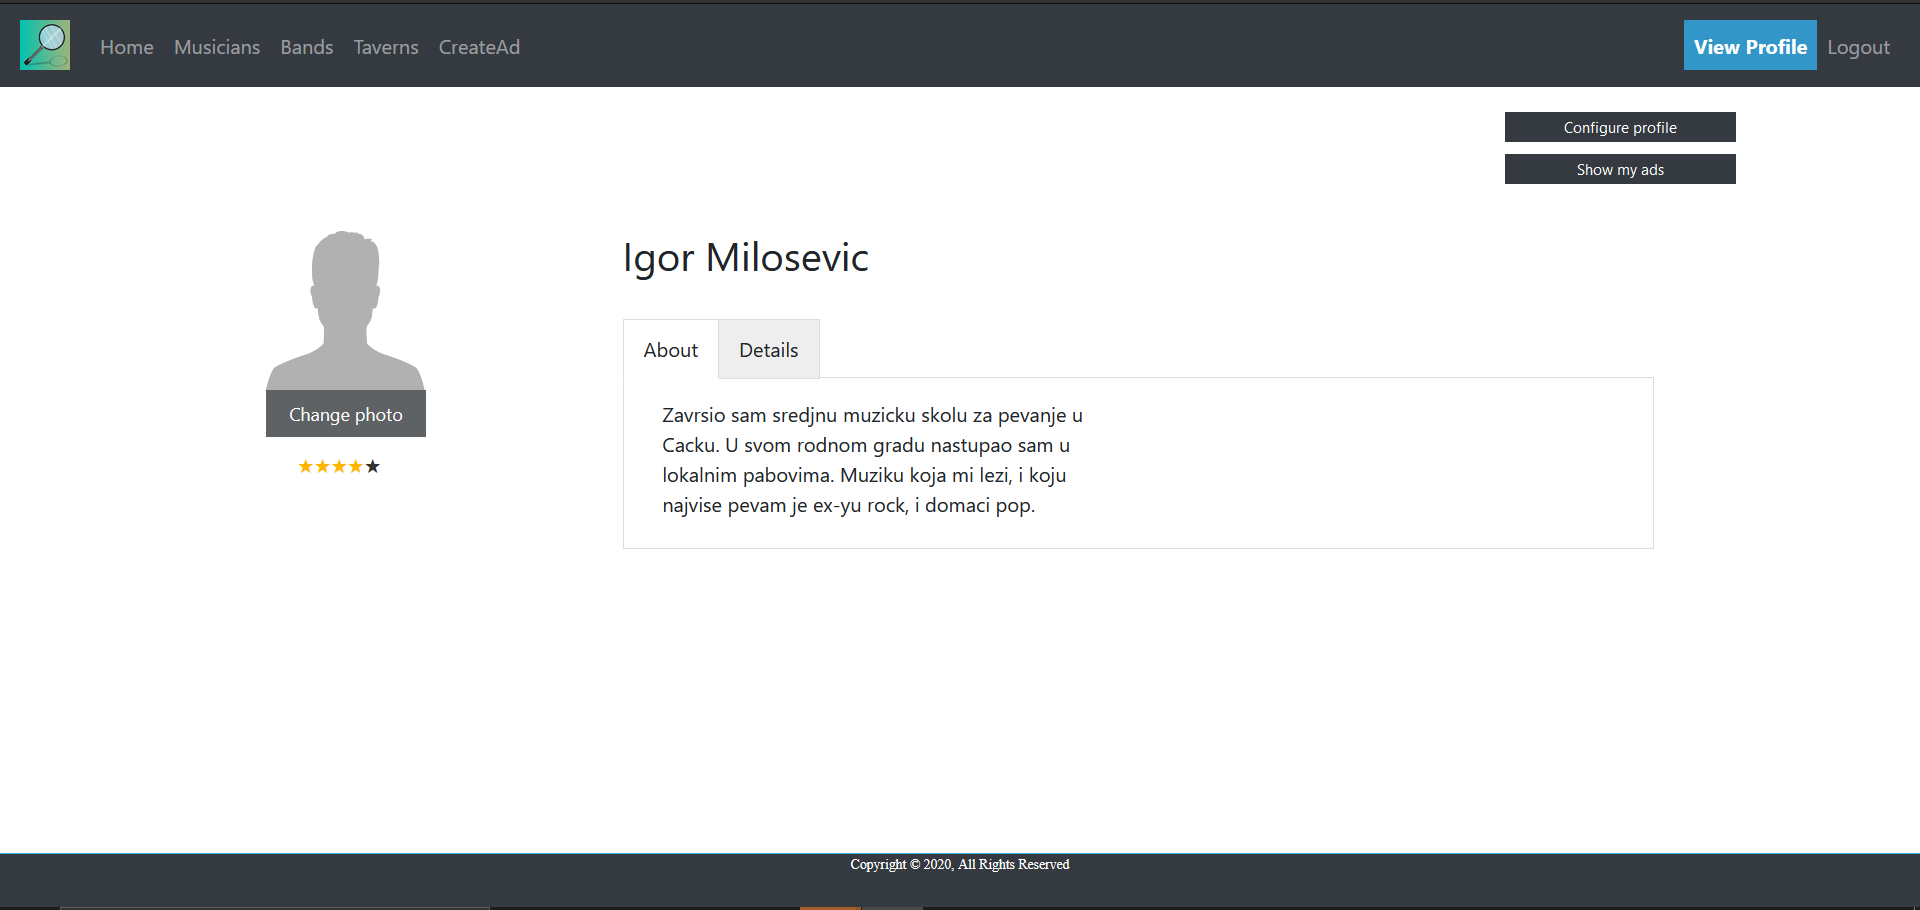 Home Musicians Bands Taverns CreateAd View Profile Logout
Configure profile
Show my ads
Igor Milosevic
About Details
Change photo
Zavrsio sam sredjnu muzicku skolu za pevanje u
Cacku. U svom rodnom gradu nastupao sam u
lokalnim pabovima. Muziku koja mi lezi, i koju
najvise pevam je ex-yu rock, i domaci pop.
Copyright © 2020, All Rights Reserved